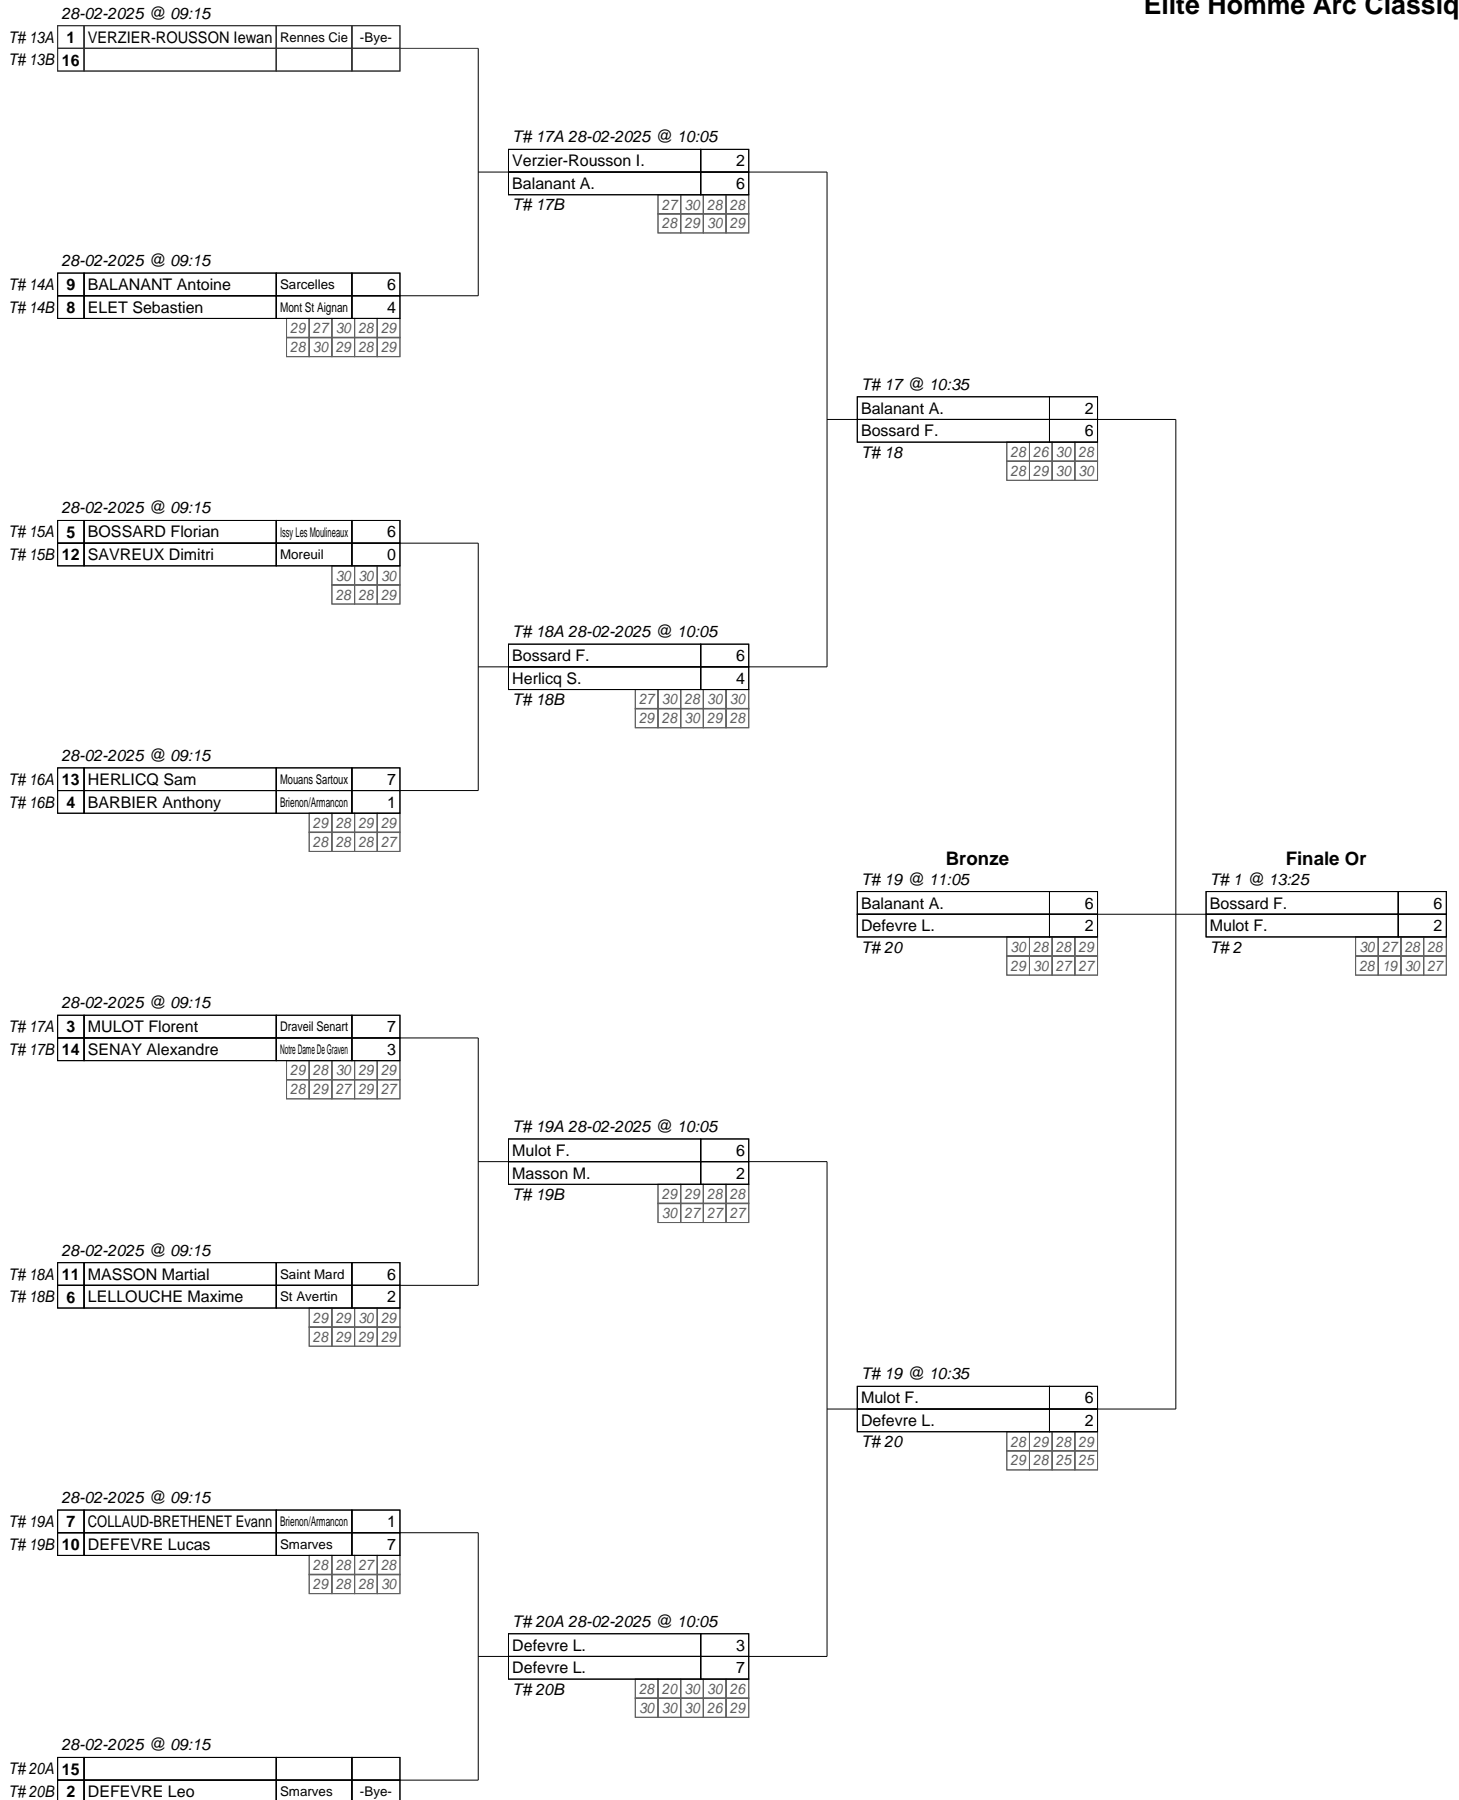 Elite Homme Arc Classiq
28-02-2025 @ 09:15
T# 13A 1 VERZIER-ROUSSON Iewan Rennes Cie -Bye-
T# 13B 16
T# 17A 28-02-2025 @ 10:05
Verzier-Rousson I. 2
Balanant A. 6
T# 17B 27 30 28 28
28 29 30 29
28-02-2025 @ 09:15
T# 14A 9 BALANANT Antoine Sarcelles 6
T# 14B 8 ELET Sebastien Mont St Aignan 4
29 27 30 28 29
28 30 29 28 29
T# 17 @ 10:35
Balanant A. 2
Bossard F. 6
T# 18 28 26 30 28
28 29 30 30
28-02-2025 @ 09:15
T# 15A 5 BOSSARD Florian Issy Les Moulineaux 6
T# 15B 12 SAVREUX Dimitri Moreuil 0
30 30 30
28 28 29
T# 18A 28-02-2025 @ 10:05
Bossard F. 6
Herlicq S. 4
T# 18B 27 30 28 30 30
29 28 30 29 28
28-02-2025 @ 09:15
T# 16A 13 HERLICQ Sam Mouans Sartoux 7
T# 16B 4 BARBIER Anthony Brienon/Armancon 1
29 28 29 29
28 28 28 27
Bronze
T# 19 @ 11:05
Balanant A. 6
Defevre L. 2
T# 20 30 28 28 29
29 30 27 27
Finale Or
T# 1 @ 13:25
Bossard F. 6
Mulot F. 2
T# 2 30 27 28 28
28 19 30 27
28-02-2025 @ 09:15
T# 17A 3 MULOT Florent Draveil Senart 7
T# 17B 14 SENAY Alexandre Notre Dame De Graven 3
29 28 30 29 29
28 29 27 29 27
T# 19A 28-02-2025 @ 10:05
Mulot F. 6
Masson M. 2
T# 19B 29 29 28 28
30 27 27 27
28-02-2025 @ 09:15
T# 18A 11 MASSON Martial Saint Mard 6
T# 18B 6 LELLOUCHE Maxime St Avertin 2
29 29 30 29
28 29 29 29
T# 19 @ 10:35
Mulot F. 6
Defevre L. 2
T# 20 28 29 28 29
29 28 25 25
28-02-2025 @ 09:15
T# 19A 7 COLLAUD-BRETHENET Evann Brienon/Armancon 1
T# 19B 10 DEFEVRE Lucas Smarves 7
28 28 27 28
29 28 28 30
T# 20A 28-02-2025 @ 10:05
Defevre L. 3
Defevre L. 7
T# 20B 28 20 30 30 26
30 30 30 26 29
28-02-2025 @ 09:15
T# 20A 15
T# 20B 2 DEFEVRE Leo Smarves -Bye-